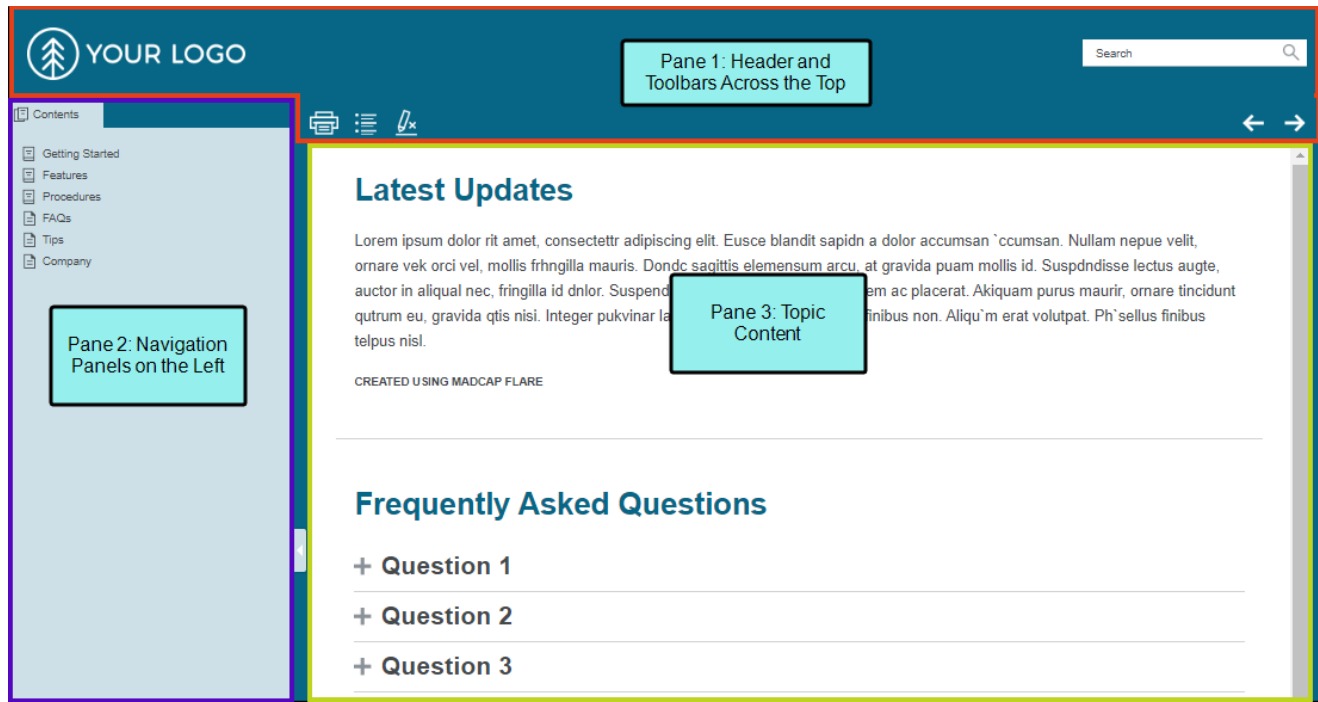 YOUR LOGO
Pane 1: Header and
Toolbars Across the Top
Search
Contents
Getting Started
Features
Procedures
FAQs
Tips
Company
Pane 2: Navigation
Panels on the Left
Latest Updates
Lorem ipsum dolor rit amet, consectettr adipiscing elit. Eusce blandit sapidn a dolor accumsan `ccumsan. Nullam nepue velit,
ornare vek orci vel, mollis frhngilla mauris. Dondc sagittis elemensum arcu, at gravida puam mollis id. Suspdndisse lectus augte,
auctor in aliqual nec, fringilla id dnlor. Suspend em ac placerat. Akiquam purus maurir, ornare tincidunt
qutrum eu, gravida qtis nisi. Integer pukvinar la finibus non. Aliqu`m erat volutpat. Ph`sellus finibus
telpus nisl.
Pane 3: Topic
Content
CREATED USING MADCAP FLARE
Frequently Asked Questions
Question 1
Question 2
Question 3